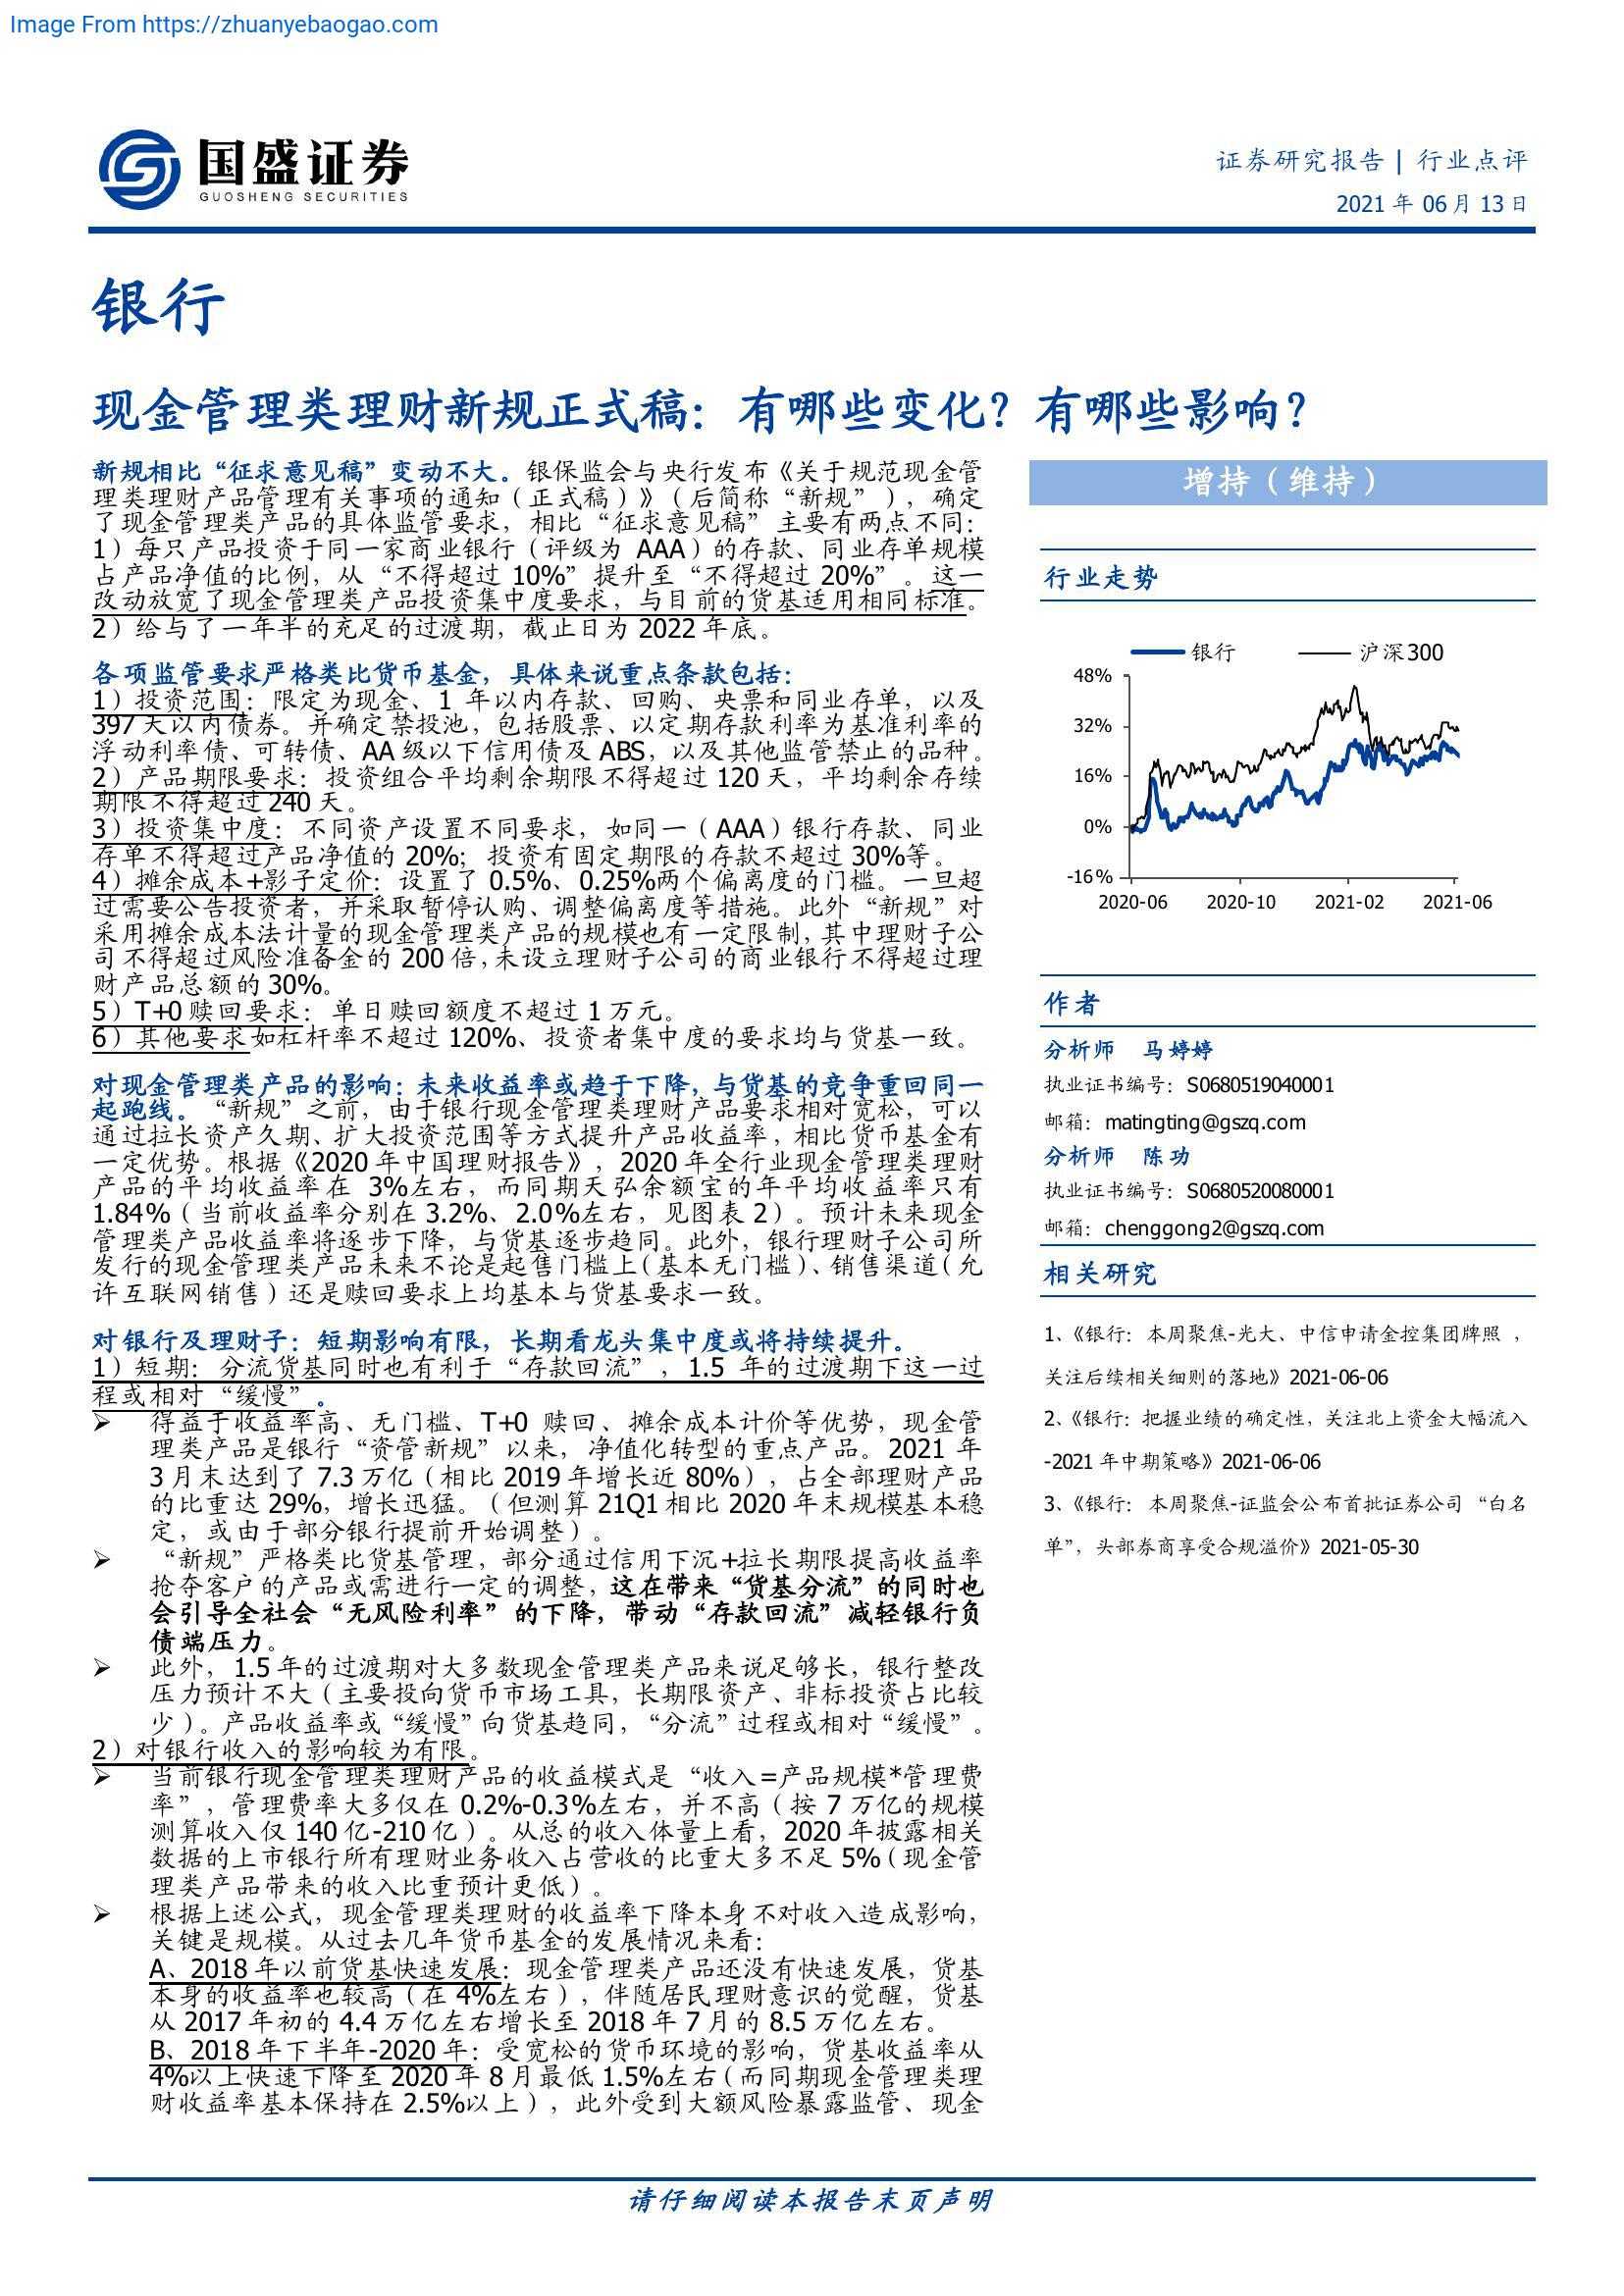 Image From https://zhuanyebaogao.com
国盛证券
GUOSHENG SECURITIES
证券研究报告 | 行业点评
2021 年 06 月 13 日
银行
现金管理类理财新规正式稿：有哪些变化？有哪些影响？
新规相比“征求意见稿”变动不大。银保监会与央行发布《关于规范现金管
理类理财产品管理有关事项的通知（正式稿）》（后简称“新规”），确定
了现金管理类产品的具体监管要求，相比“征求意见稿”主要有两点不同：
1）每只产品投资于同一家商业银行（评级为 AAA）的存款、同业存单规模
占产品净值的比例，从“不得超过 10%”提升至“不得超过 20%”。这一
改动放宽了现金管理类产品投资集中度要求，与目前的货基适用相同标准。
2）给与了一年半的充足的过渡期，截止日为 2022 年底。
各项监管要求严格类比货币基金，具体来说重点条款包括：
1）投资范围：限定为现金、1 年以内存款、回购、央票和同业存单，以及
397 天以内债券。并确定禁投池，包括股票、以定期存款利率为基准利率的
浮动利率债、可转债、AA 级以下信用债及 ABS，以及其他监管禁止的品种。
2）产品期限要求：投资组合平均剩余期限不得超过 120 天，平均剩余存续
期限不得超过 240 天。
3）投资集中度：不同资产设置不同要求，如同一（AAA）银行存款、同业
存单不得超过产品净值的 20%；投资有固定期限的存款不超过 30%等。
4）摊余成本+影子定价：设置了 0.5%、0.25%两个偏离度的门槛。一旦超
过需要公告投资者，并采取暂停认购、调整偏离度等措施。此外“新规”对
采用摊余成本法计量的现金管理类产品的规模也有一定限制，其中理财子公
司不得超过风险准备金的 200 倍，未设立理财子公司的商业银行不得超过理
财产品总额的 30%。
5）T+0 赎回要求：单日赎回额度不超过 1 万元。
6）其他要求如杠杆率不超过 120%、投资者集中度的要求均与货基一致。
对现金管理类产品的影响：未来收益率或趋于下降，与货基的竞争重回同一
起跑线。“新规”之前，由于银行现金管理类理财产品要求相对宽松，可以
通过拉长资产久期、扩大投资范围等方式提升产品收益率，相比货币基金有
一定优势。根据《2020 年中国理财报告》，2020 年全行业现金管理类理财
产品的平均收益率在 3%左右，而同期天弘余额宝的年平均收益率只有
1.84%（当前收益率分别在 3.2%、2.0%左右，见图表 2）。预计未来现金
管理类产品收益率将逐步下降，与货基逐步趋同。此外，银行理财子公司所
发行的现金管理类产品未来不论是起售门槛上(基本无门槛)、销售渠道(允
许互联网销售)还是赎回要求上均基本与货基要求一致。
对银行及理财子：短期影响有限，长期看龙头集中度或将持续提升。
1）短期：分流货基同时也有利于“存款回流”，1.5 年的过渡期下这一过
程或相对“缓慢”。
➢ 得益于收益率高、无门槛、T+0 赎回、摊余成本计价等优势，现金管
理类产品是银行“资管新规”以来，净值化转型的重点产品。2021 年
3 月末达到了 7.3 万亿（相比 2019 年增长近 80%），占全部理财产品
的比重达 29%，增长迅猛。（但测算 21Q1 相比 2020 年末规模基本稳
定，或由于部分银行提前开始调整）。
➢ “新规”严格类比货基管理，部分通过信用下沉+拉长期限提高收益率
抢夺客户的产品或需进行一定的调整，这在带来“货基分流”的同时也
会引导全社会“无风险利率”的下降，带动“存款回流”减轻银行负
债端压力。
➢ 此外，1.5 年的过渡期对大多数现金管理类产品来说足够长，银行整改
压力预计不大（主要投向货币市场工具，长期限资产、非标投资占比较
少）。产品收益率或“缓慢”向货基趋同，“分流”过程或相对“缓慢”。
2）对银行收入的影响较为有限。
➢ 当前银行现金管理类理财产品的收益模式是“收入=产品规模*管理费
率”，管理费率大多仅在 0.2%-0.3%左右，并不高（按 7 万亿的规模
测算收入仅 140 亿-210 亿）。从总的收入体量上看，2020 年披露相关
数据的上市银行所有理财业务收入占营收的比重大多不足 5%(现金管
理类产品带来的收入比重预计更低)。
➢ 根据上述公式，现金管理类理财的收益率下降本身不对收入造成影响，
关键是规模。从过去几年货币基金的发展情况来看：
A、2018 年以前货基快速发展：现金管理类产品还没有快速发展，货基
本身的收益率也较高（在 4%左右），伴随居民理财意识的觉醒，货基
从 2017 年初的 4.4 万亿左右增长至 2018 年 7 月的 8.5 万亿左右。
B、2018 年下半年-2020 年：受宽松的货币环境的影响，货基收益率从
4%以上快速下降至 2020 年 8 月最低 1.5%左右(而同期现金管理类理
财收益率基本保持在 2.5%以上)，此外受到大额风险暴露监管、现金
增持（维持）
行业走势
银行 沪深300
48%
32%
16%
0%
-16%
2020-06 2020-10 2021-02 2021-06
作者
分析师 马婷婷
执业证书编号：S0680519040001
邮箱：matingting@gszq.com
分析师 陈功
执业证书编号：S0680520080001
邮箱：chenggong2@gszq.com
相关研究
1、《银行：本周聚焦-光大、中信申请金控集团牌照，
关注后续相关细则的落地》2021-06-06
2、《银行：把握业绩的确定性，关注北上资金大幅流入
-2021 年中期策略》2021-06-06
3、《银行：本周聚焦-证监会公布首批证券公司“白名
单”，头部券商享受合规溢价》2021-05-30
请仔细阅读本报告末页声明